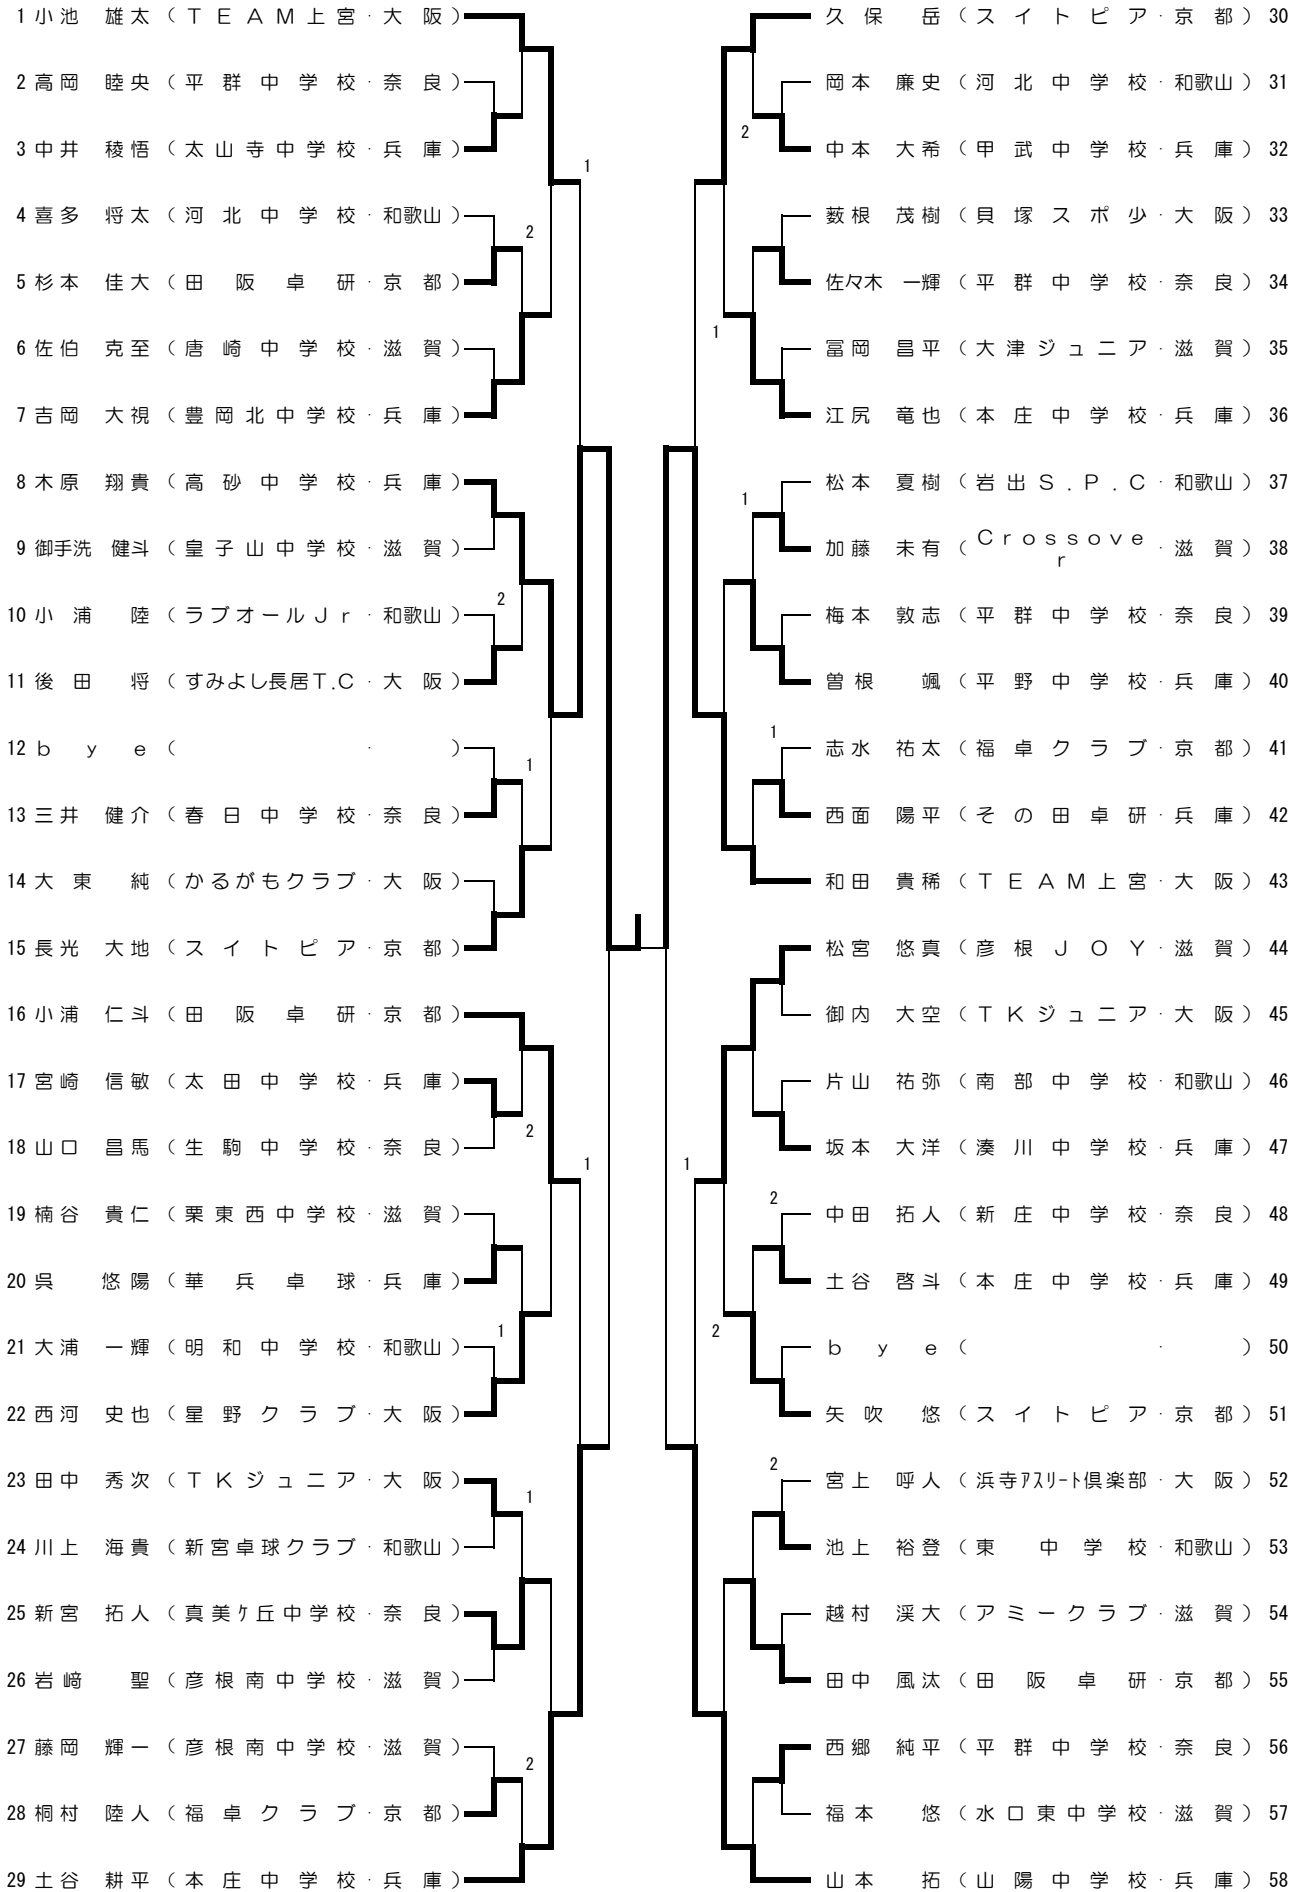 1 小池 雄太 (TEAM上宮・大阪)
2 高岡 睦央 (平群中学校・奈良)
3 中井 稜悟 (太山寺中学校・兵庫)
1
4 喜多 将太 (河北中学校・和歌山)
2
5 杉本 佳大 (田阪卓研・京都)
6 佐伯 克至 (唐崎中学校・滋賀)
7 吉岡 大視 (豊岡北中学校・兵庫)
8 木原 翔貴 (高砂中学校・兵庫)
9 御手洗 健斗 (皇子山中学校・滋賀)
2
10 小浦 陸 (ラブオールJr・和歌山)
11 後田 将 (すみよし長居T.C・大阪)
12 bye ( ・ )
1
13 三井 健介 (春日中学校・奈良)
14 大東 純 (かるがもクラブ・大阪)
15 長光 大地 (スイトピア・京都)
16 小浦 仁斗 (田阪卓研・京都)
17 宮崎 信敏 (太田中学校・兵庫)
2
18 山口 昌馬 (生駒中学校・奈良)
1
19 楠谷 貴仁 (栗東西中学校・滋賀)
20 呉 悠陽 (華兵卓球・兵庫)
1
21 大浦 一輝 (明和中学校・和歌山)
22 西河 史也 (星野クラブ・大阪)
23 田中 秀次 (TKジュニア・大阪)
1
24 川上 海貴 (新宮卓球クラブ・和歌山)
25 新宮 拓人 (真美ケ丘中学校・奈良)
26 岩﨑 聖 (彦根南中学校・滋賀)
27 藤岡 輝一 (彦根南中学校・滋賀)
2
28 桐村 陸人 (福卓クラブ・京都)
29 土谷 耕平 (本庄中学校・兵庫)
久保 岳 (スイトピア・京都) 30
岡本 廉史 (河北中学校・和歌山) 31
2
中本 大希 (甲武中学校・兵庫) 32
薮根 茂樹 (貝塚スポ少・大阪) 33
佐々木 一輝 (平群中学校・奈良) 34
1
冨岡 昌平 (大津ジュニア・滋賀) 35
江尻 竜也 (本庄中学校・兵庫) 36
松本 夏樹 (岩出S.P.C・和歌山) 37
1
加藤 未有 (Crossover・滋賀) 38
梅本 敦志 (平群中学校・奈良) 39
曽根 颯 (平野中学校・兵庫) 40
1
志水 祐太 (福卓クラブ・京都) 41
西面 陽平 (その田卓研・兵庫) 42
和田 貴稀 (TEAM上宮・大阪) 43
松宮 悠真 (彦根JOY・滋賀) 44
御内 大空 (TKジュニア・大阪) 45
片山 祐弥 (南部中学校・和歌山) 46
坂本 大洋 (湊川中学校・兵庫) 47
1
2
中田 拓人 (新庄中学校・奈良) 48
土谷 啓斗 (本庄中学校・兵庫) 49
2
bye ( ・ ) 50
矢吹 悠 (スイトピア・京都) 51
2
宮上 呼人 (浜寺ｱｽﾘｰﾄ倶楽部・大阪) 52
池上 裕登 (東中学校・和歌山) 53
越村 渓大 (アミークラブ・滋賀) 54
田中 風汰 (田阪卓研・京都) 55
西郷 純平 (平群中学校・奈良) 56
福本 悠 (水口東中学校・滋賀) 57
山本 拓 (山陽中学校・兵庫) 58